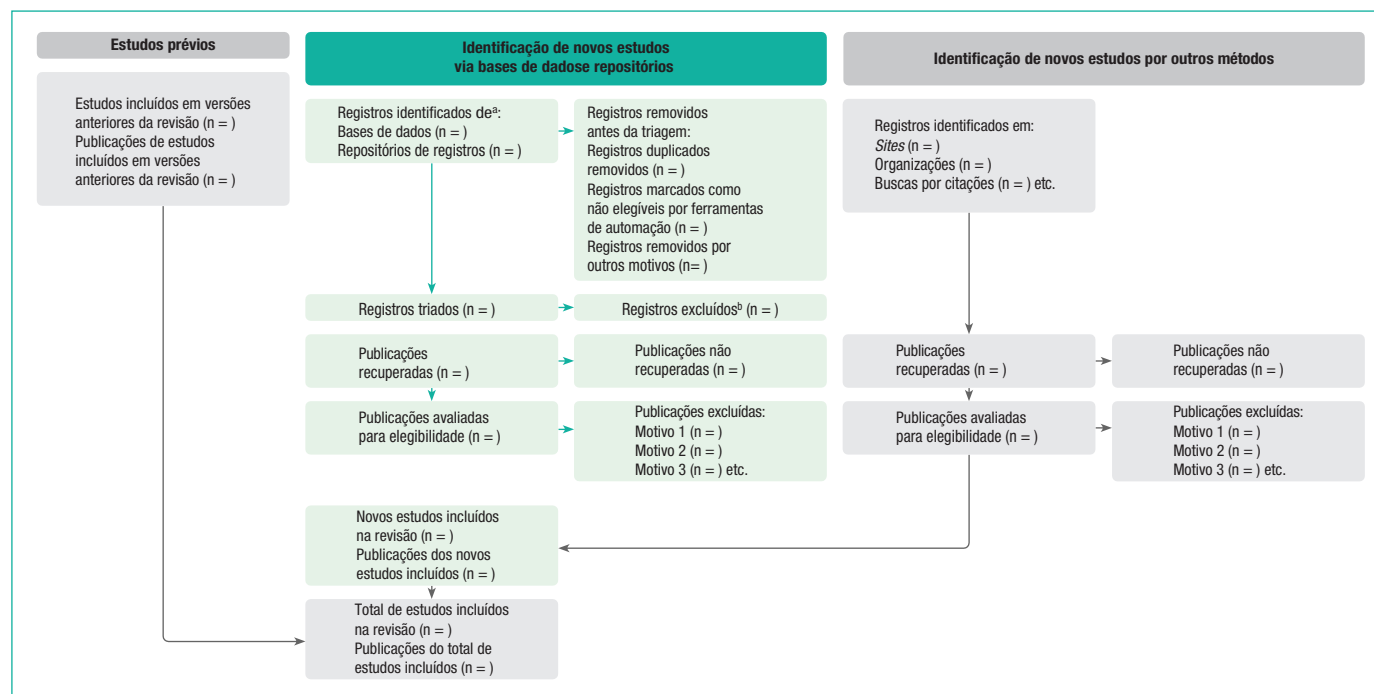 Estudos prévios
Estudos incluídos em versões
anteriores da revisão (n = )
Publicações de estudos
incluídos em versões
anteriores da revisão (n = )
Identificação de novos estudos
via bases de dadose repositórios
Registros identificados deª:
Bases de dados (n = )
Repositórios de registros (n = )
Registros removidos
antes da triagem:
Registros duplicados
removidos (n = )
Registros marcados como
não elegíveis por ferramentas
de automação (n = )
Registros removidos por
outros motivos (n= )
Registros triados (n = )
Registros excluídosᵇ (n = )
Publicações
recuperadas (n = )
Publicações não
recuperadas (n = )
Publicações avaliadas
para elegibilidade (n = )
Publicações excluídas:
Motivo 1 (n = )
Motivo 2 (n = )
Motivo 3 (n = ) etc.
Identificação de novos estudos por outros métodos
Registros identificados em:
Sites (n = )
Organizações (n = )
Buscas por citações (n = ) etc.
Publicações
recuperadas (n = )
Publicações não
recuperadas (n = )
Publicações avaliadas
para elegibilidade (n = )
Publicações excluídas:
Motivo 1 (n = )
Motivo 2 (n = )
Motivo 3 (n = ) etc.
Novos estudos incluídos
na revisão (n = )
Publicações dos novos
estudos incluídos (n = )
Total de estudos incluídos
na revisão (n = )
Publicações do total de
estudos incluídos (n = )